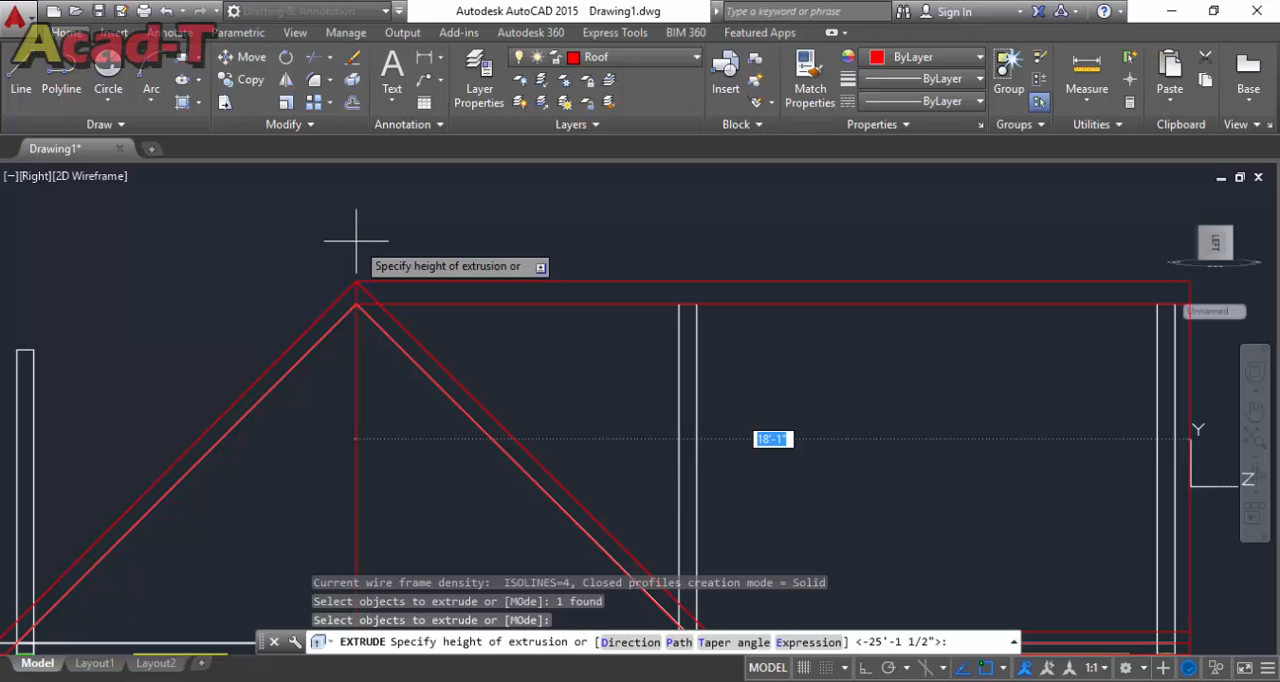 Drafting & Annotation
Autodesk AutoCAD 2015 Drawing1.dwg
Type a keyword or phrase
Sign In
Acad-T
Home
Insert
Annotate
Parametric
View
Manage
Output
Add-ins
Autodesk 360
Express Tools
BIM 360
Featured Apps
Line
Polyline
Circle
Arc
Move
Copy
Text
Layer
Properties
Roof
Insert
Match
Properties
ByLayer
ByLayer
ByLayer
Group
Measure
Paste
Base
Draw
Modify
Annotation
Layers
Block
Properties
Groups
Utilities
Clipboard
View
Drawing1*
[−][Right][2D Wireframe]
LEFT
Specify height of extrusion or
Unnamed
18'-1"
Y
Z
Current wire frame density: ISOLINES=4, Closed profiles creation mode = Solid
Select objects to extrude or [MOde]: 1 found
Select objects to extrude or [MOde]:
EXTRUDE Specify height of extrusion or [Direction Path Taper angle Expression] <-25'-1 1/2">:
Model
Layout1
Layout2
MODEL
1:1